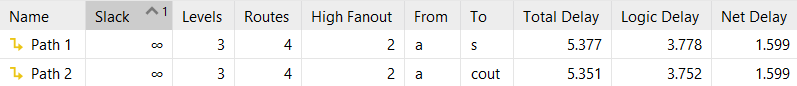 Name Slack 1 Levels Routes High Fanout From To Total Delay Logic Delay Net Delay
Path 1 ∞ 3 4 2 a s 5.377 3.778 1.599
Path 2 ∞ 3 4 2 a cout 5.351 3.752 1.599